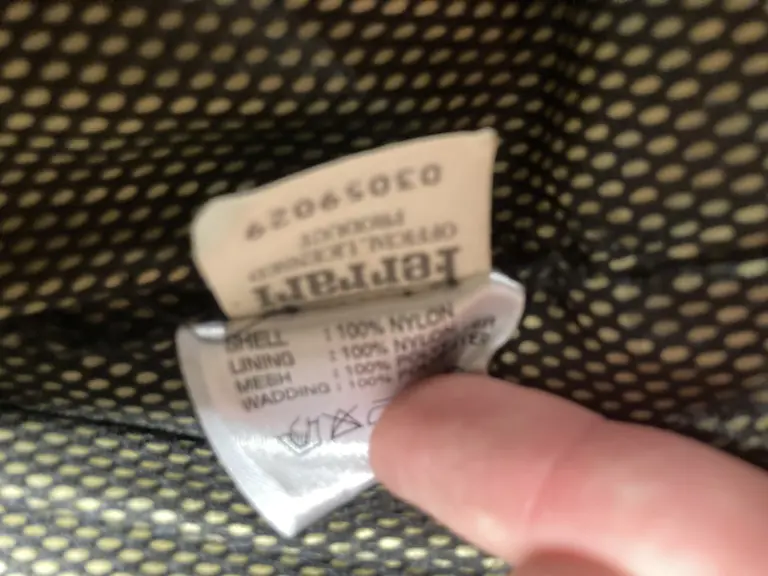 03059029
OFFICIAL LICENSED
PRODUCT
Ferrari
SHELL : 100% NYLON
LINING : 100% NYLON
MESH : 100% POLYESTER
WADDING : 100%